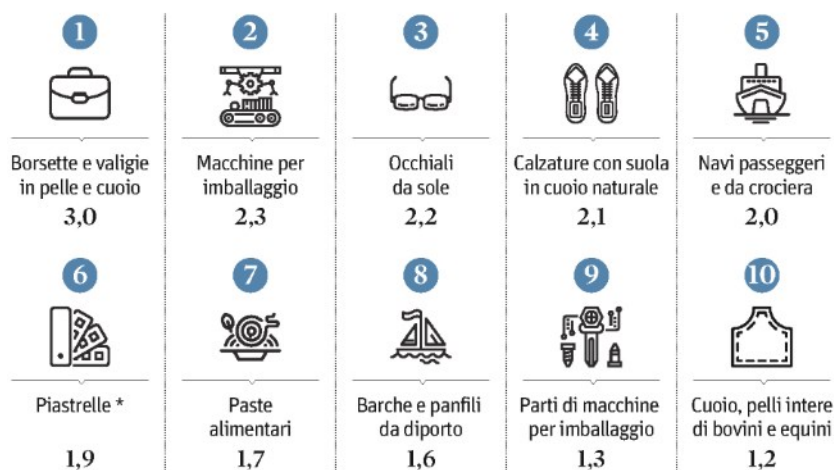 1
2
3
4
5
Borsette e valigie
in pelle e cuoio
3,0
Macchine per
imballaggio
2,3
Occhiali
da sole
2,2
Calzature con suola
in cuoio naturale
2,1
Navi passeggeri
e da crociera
2,0
6
7
8
9
10
Piastrelle *
1,9
Paste
alimentari
1,7
Barche e panfili
da diporto
1,6
Parti di macchine
per imballaggio
1,3
Cuoio, pelli intere
di bovini e equini
1,2